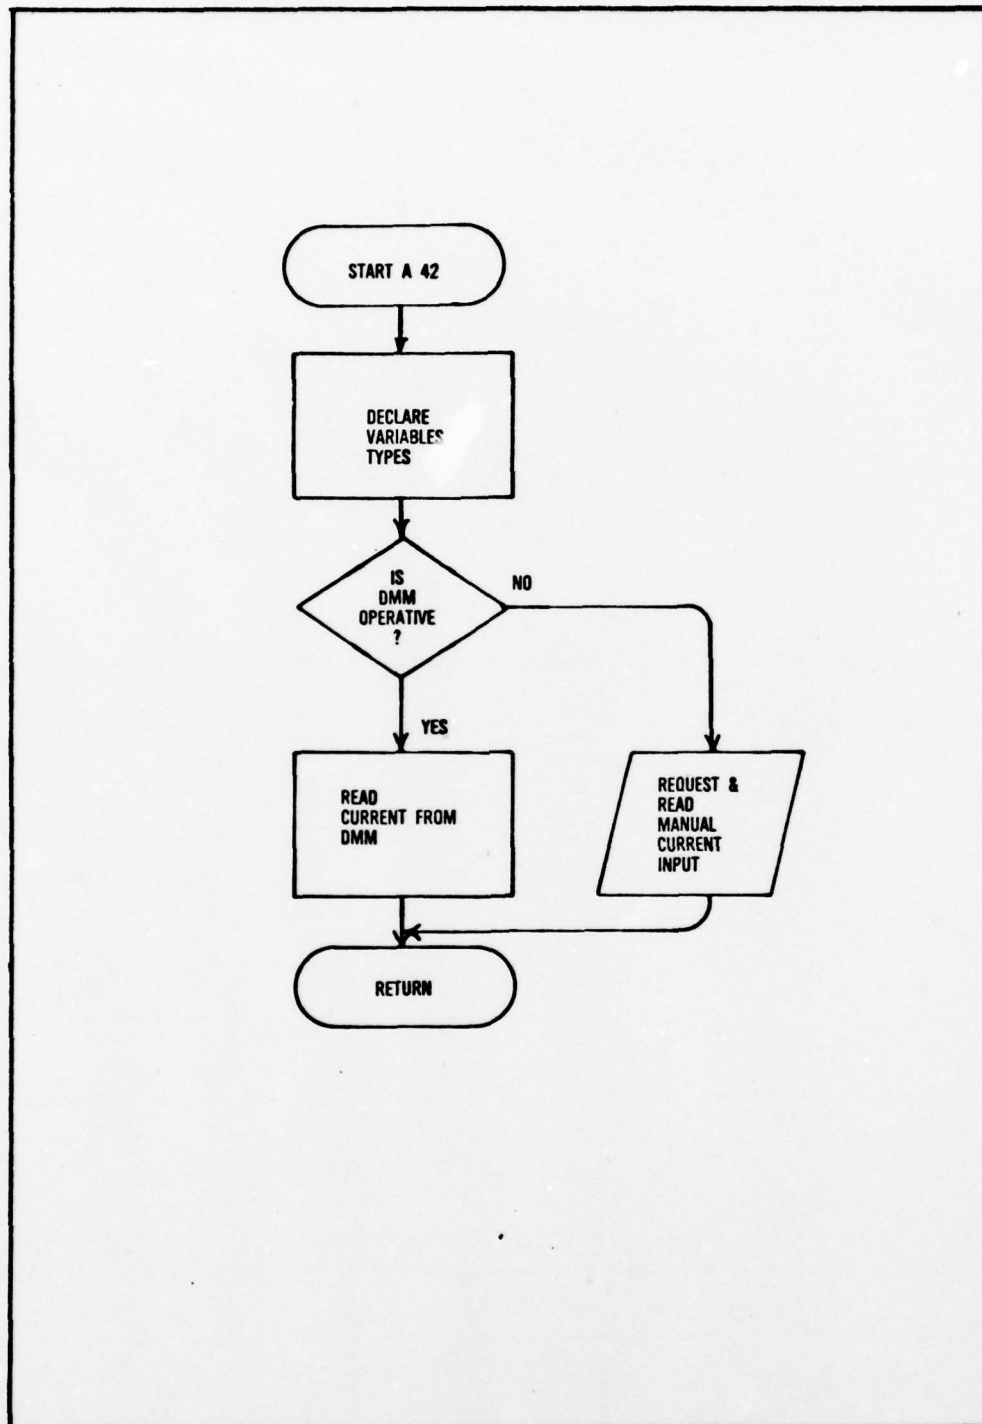 START A 42
DECLARE
VARIABLES
TYPES
IS
DMM
OPERATIVE
?
NO
YES
READ
CURRENT FROM
DMM
REQUEST &
READ
MANUAL
CURRENT
INPUT
RETURN